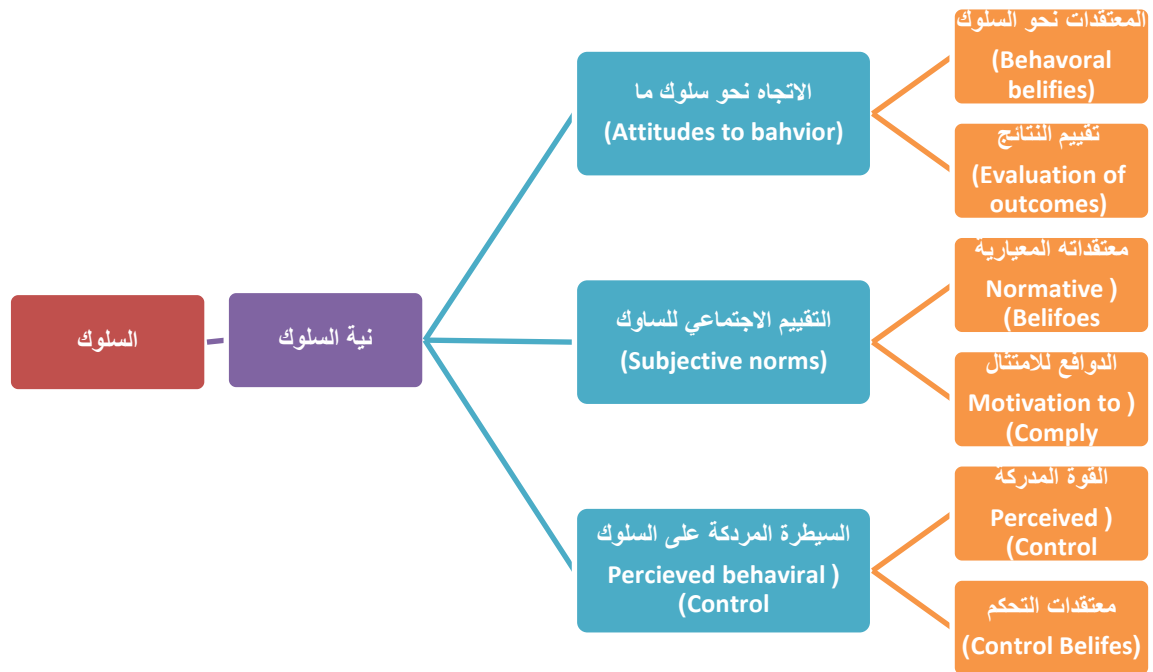 المعتقدات نحو السلوك
(Behavoral
belifies)
الاتجاه نحو سلوك ما
(Attitudes to bahvior)
تقييم النتائج
(Evaluation of
outcomes)
معتقداته المعيارية
Normative )
(Belifoes
السلوك
نية السلوك
التقييم الاجتماعي للساوك
(Subjective norms)
الدوافع للامتثال
Motivation to )
(Comply
القوة المدركة
Perceived )
(Control
السيطرة المردكة على السلوك
Percieved behaviral )
(Control
معتقدات التحكم
(Control Belifes)